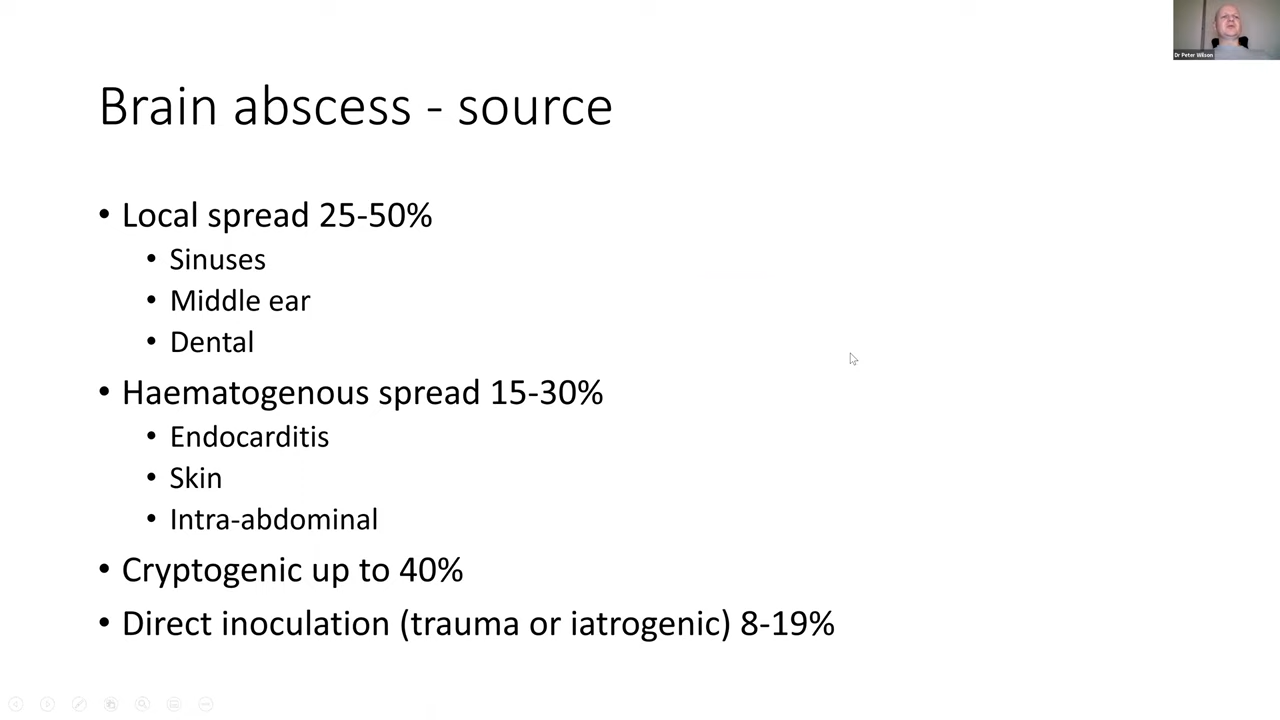 Dr Peter Wilson
Brain abscess - source
• Local spread 25-50%
• Sinuses
• Middle ear
• Dental
• Haematogenous spread 15-30%
• Endocarditis
• Skin
• Intra-abdominal
• Cryptogenic up to 40%
• Direct inoculation (trauma or iatrogenic) 8-19%